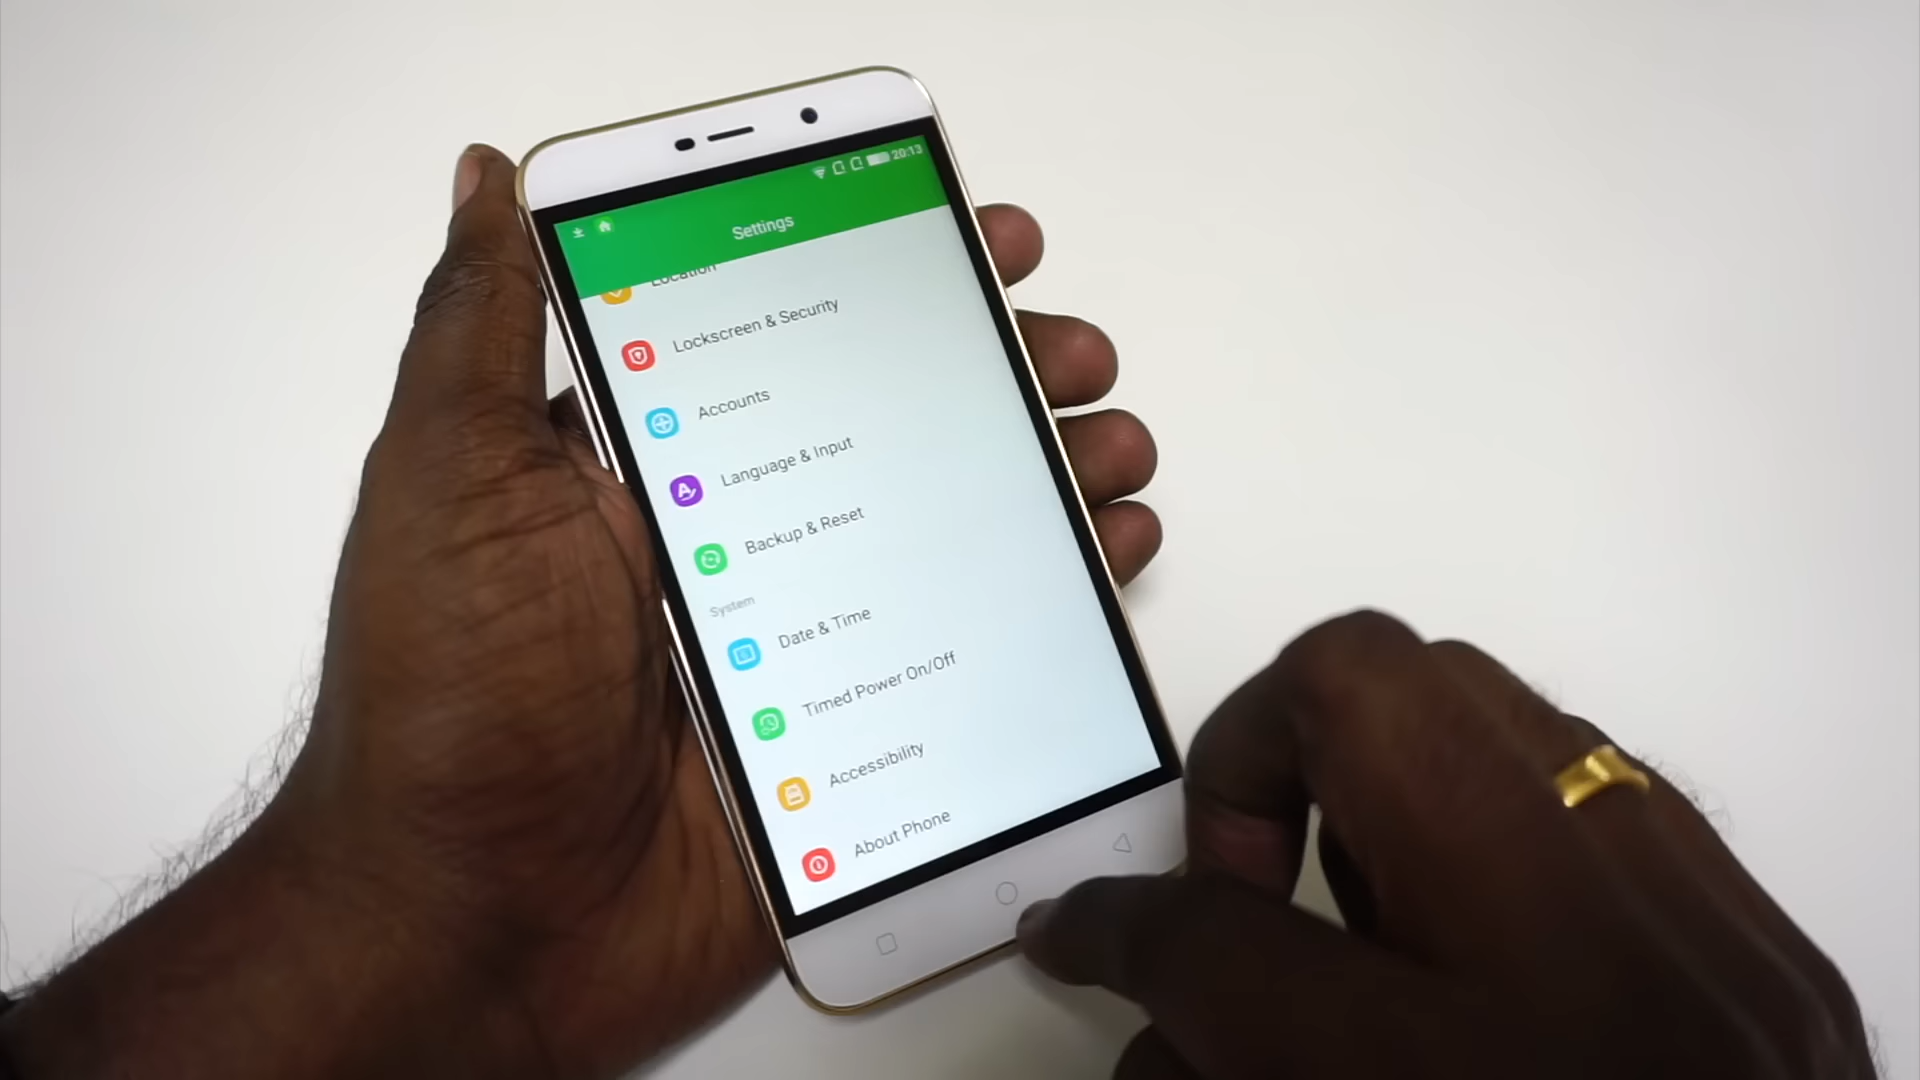 20:13
Settings
Location
Lockscreen & Security
Accounts
Language & Input
Backup & Reset
System
Date & Time
Timed Power On/Off
Accessibility
About Phone